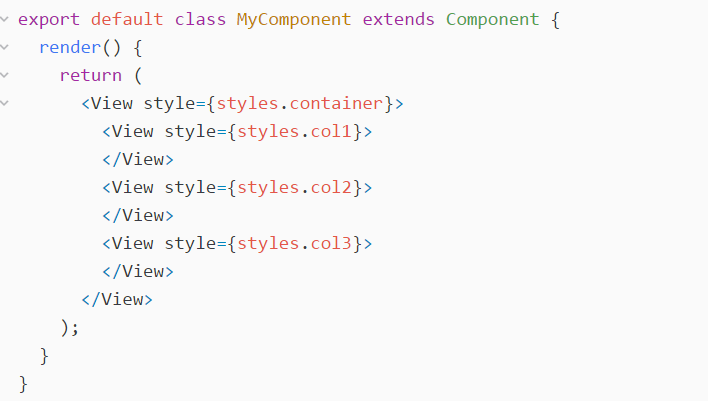 export default class MyComponent extends Component {
  render() {
    return (
      <View style={styles.container}>
        <View style={styles.col1}>
        </View>
        <View style={styles.col2}>
        </View>
        <View style={styles.col3}>
        </View>
      </View>
    );
  }
}